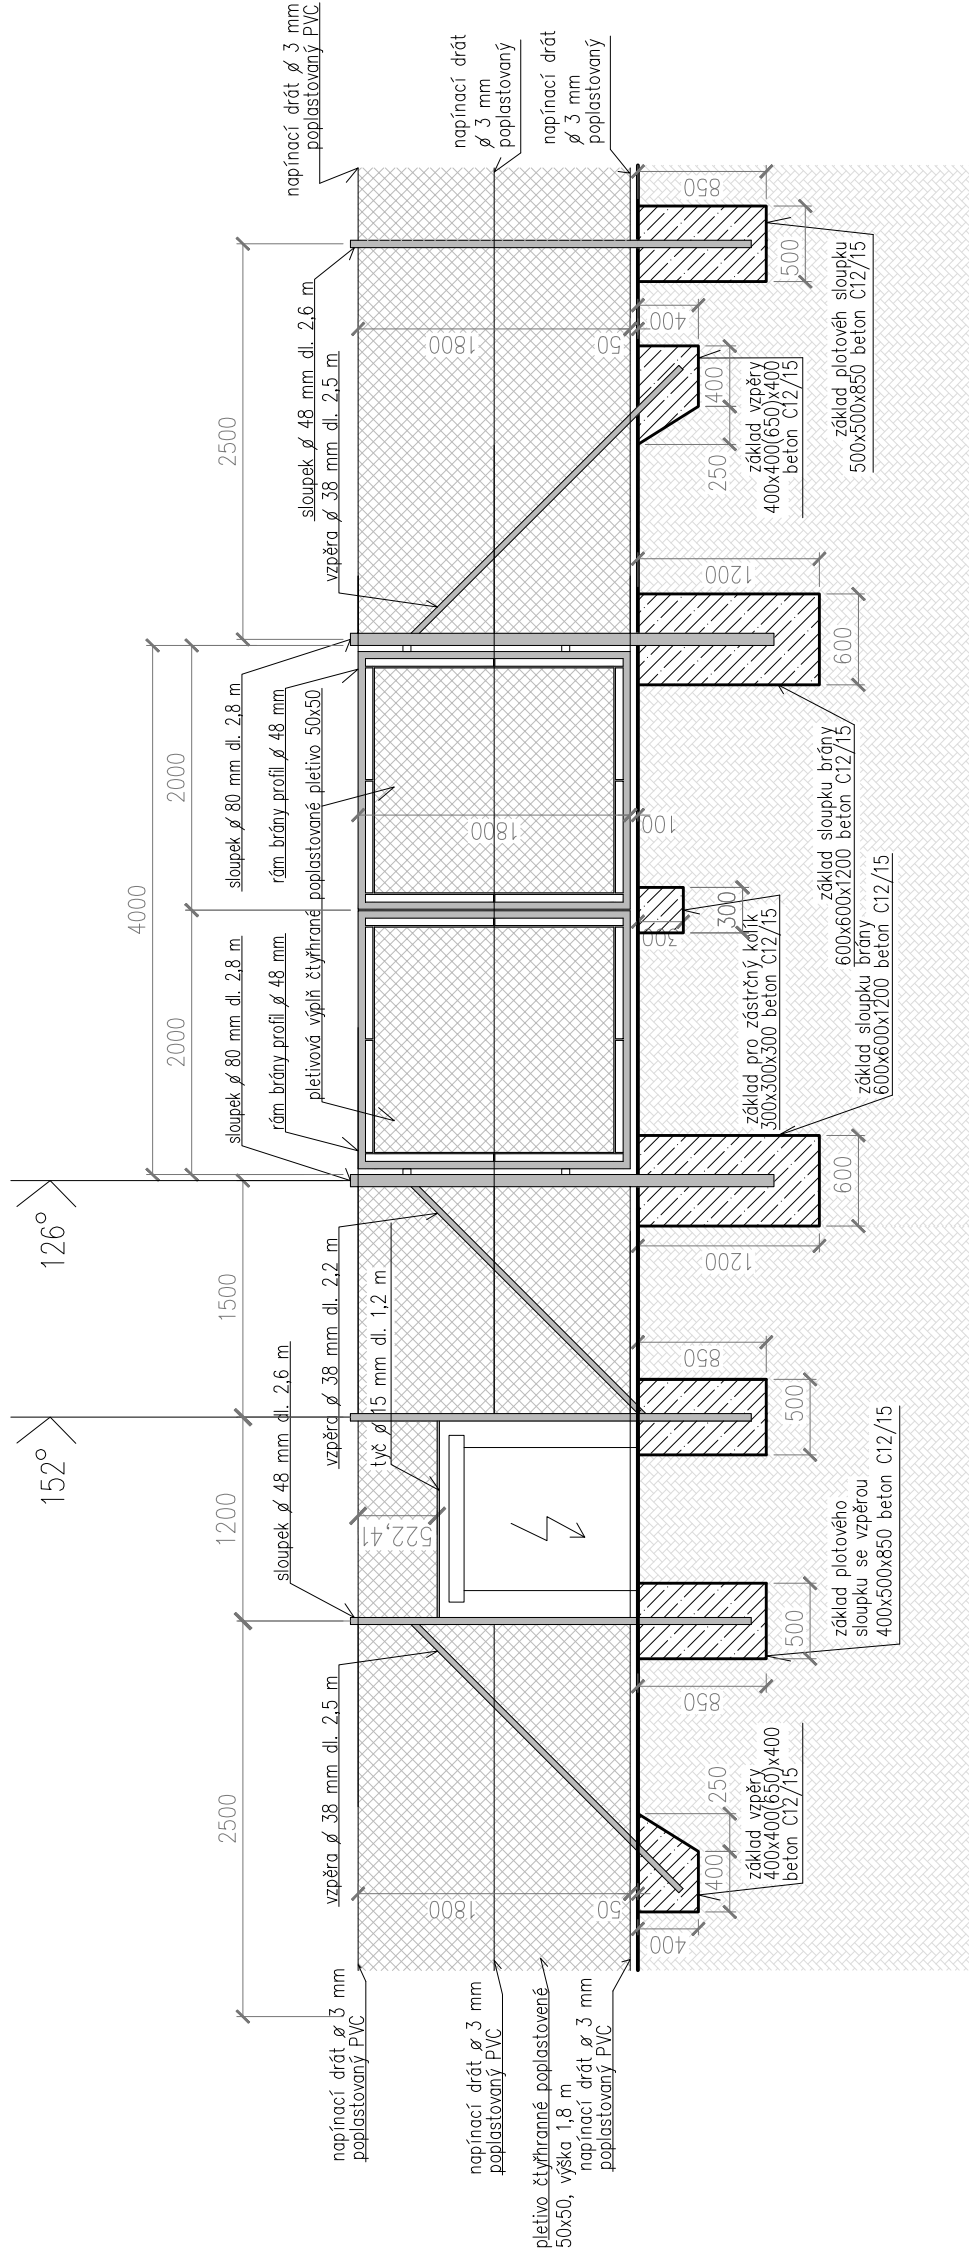 napínací drát ø 3 mm
poplastovaný PVC
napínací drát ø 3 mm
poplastovaný PVC
pletivo čtyřhranné poplastovené
50x50, výška 1,8 m
napínací drát ø 3 mm
poplastovaný PVC
2500
1200
1500
4000
2000
2000
2500
152°
126°
vzpěra ø 38 mm dl. 2,5 m
sloupek ø 48 mm dl. 2,6 m
vzpěra ø 38 mm dl. 2,2 m
tyč ø 15 mm dl. 1,2 m
sloupek ø 80 mm dl. 2,8 m
rám brány profil ø 48 mm
pletivová výplň čtyřhrané poplastované pletivo 50x50
sloupek ø 80 mm dl. 2,8 m
rám brány profil ø 48 mm
sloupek ø 48 mm dl. 2,6 m
vzpěra ø 38 mm dl. 2,5 m
napínací drát ø 3 mm
poplastovaný PVC
napínací drát
ø 3 mm
poplastovaný
napínací drát
ø 3 mm
poplastovaný
1800
50
522,41
1800
100
1800
50
400
400
250
základ vzpěry
400x400(650)x400
beton C12/15
850
500
základ plotového
sloupku se vzpěrou
400x500x850 beton C12/15
850
500
1200
600
základ sloupku brány
600x600x1200 beton C12/15
300
300
základ pro zástrčný kolík
300x300x300 beton C12/15
základ sloupku brány
600x600x1200 beton C12/15
1200
600
400
400
250
základ vzpěry
400x400(650)x400
beton C12/15
850
500
základ plotovéh sloupku
500x500x850 beton C12/15